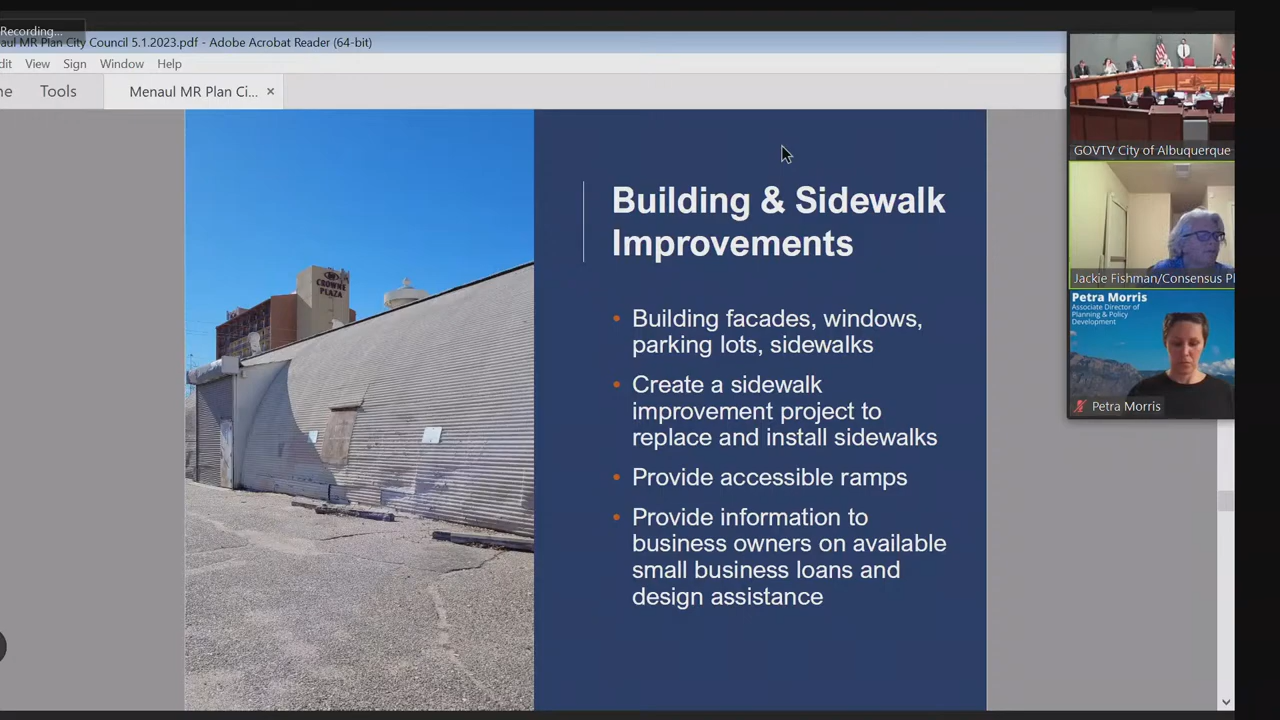 Recording...
aul MR Plan City Council 5.1.2023.pdf - Adobe Acrobat Reader (64-bit)
dit View Sign Window Help
ne Tools Menaul MR Plan Ci... ×
GOVTV City of Albuquerque
Building & Sidewalk
Improvements
CROWNE
PLAZA
Jackie Fishman/Consensus Pl
Petra Morris
Associate Director of
Planning & Policy
Development
Building facades, windows,
parking lots, sidewalks
Create a sidewalk
improvement project to
replace and install sidewalks
Petra Morris
Provide accessible ramps
Provide information to
business owners on available
small business loans and
design assistance